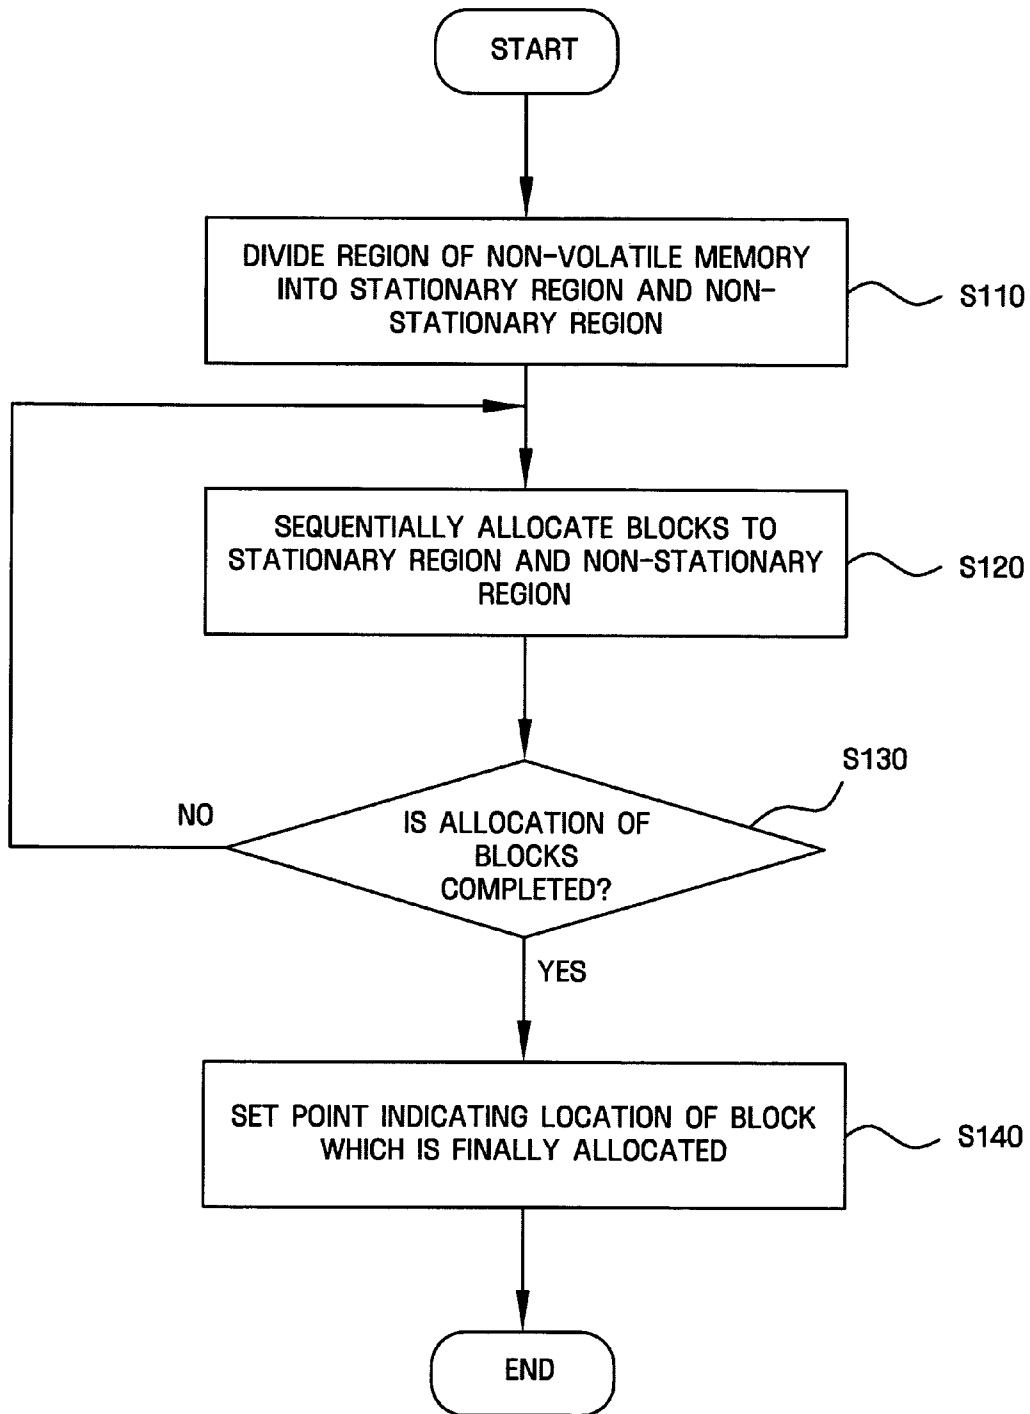 START
DIVIDE REGION OF NON-VOLATILE MEMORY
INTO STATIONARY REGION AND NON-
STATIONARY REGION
S110
SEQUENTIALLY ALLOCATE BLOCKS TO
STATIONARY REGION AND NON-STATIONARY
REGION
S120
S130
NO
IS ALLOCATION OF
BLOCKS
COMPLETED?
YES
SET POINT INDICATING LOCATION OF BLOCK
WHICH IS FINALLY ALLOCATED
S140
END